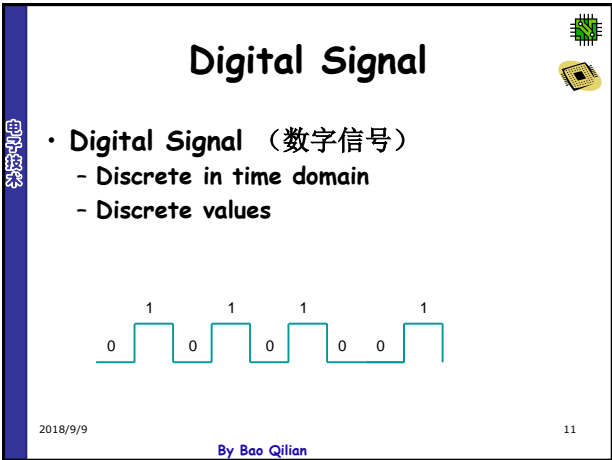 Digital Signal
电子技术
• Digital Signal （数字信号）
– Discrete in time domain
– Discrete values
1 1 1 1
0 0 0 0 0
2018/9/9
11
By Bao Qilian